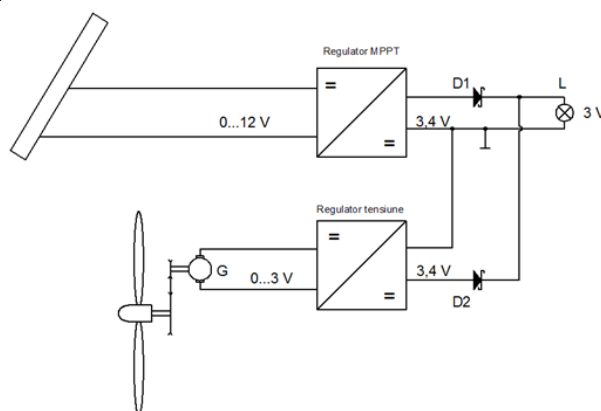 Regulator MPPT
=
=
0...12 V
3,4 V
D1
L
3 V
Regulator tensiune
=
=
G
0...3 V
3,4 V
D2